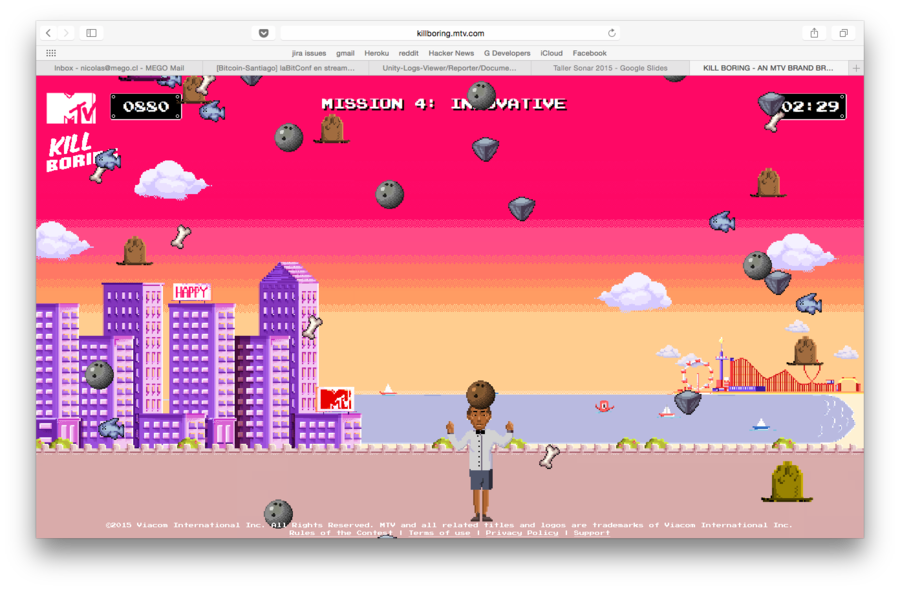 killboring.mtv.com
jira issues gmail Heroku reddit Hacker News G Developers iCloud Facebook
Inbox - nicolas@mego.cl - MEGO Mail [Bitcoin-Santiago] laBitConf en stream... Unity-Logs-Viewer/Reporter/Docume... Taller Sonar 2015 - Google Slides KILL BORING - AN MTV BRAND BR...
MTV 0880 MISSION 4: INNOVATIVE 02:29
KILL
BORING
HAPPY
MTV
©2015 Viacom International Inc. All Rights Reserved. MTV and all related titles and logos are trademarks of Viacom International Inc.
Rules of the Contest | Terms of use | Privacy Policy | Support